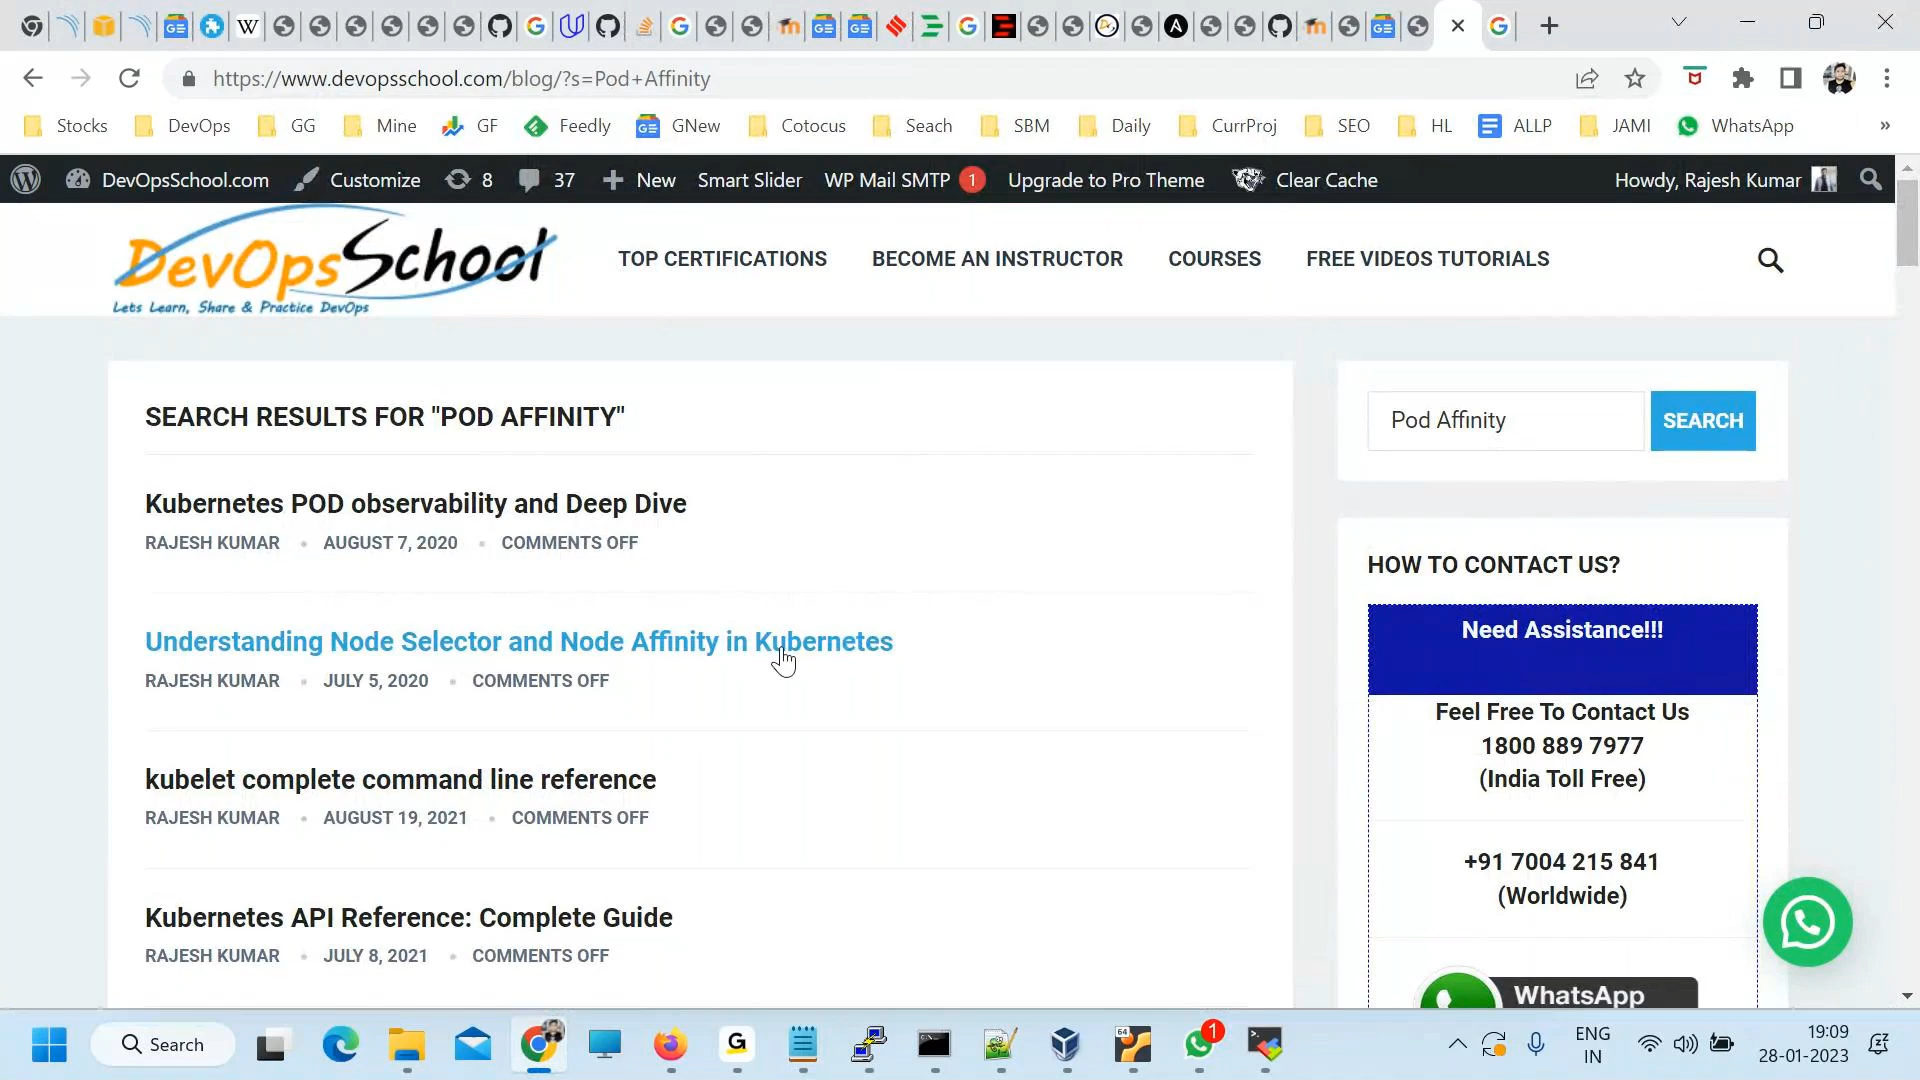 https://www.devopsschool.com/blog/?s=Pod+Affinity
Stocks DevOps GG Mine GF Feedly GNew Cotocus Seach SBM Daily CurrProj SEO HL ALLP JAMI WhatsApp »
DevOpsSchool.com Customize 8 37 New Smart Slider WP Mail SMTP 1 Upgrade to Pro Theme Clear Cache Howdy, Rajesh Kumar
DevOpsSchool
Lets Learn, Share & Practice DevOps
TOP CERTIFICATIONS BECOME AN INSTRUCTOR COURSES FREE VIDEOS TUTORIALS
SEARCH RESULTS FOR "POD AFFINITY"
Kubernetes POD observability and Deep Dive
RAJESH KUMAR AUGUST 7, 2020 COMMENTS OFF
Understanding Node Selector and Node Affinity in Kubernetes
RAJESH KUMAR JULY 5, 2020 COMMENTS OFF
kubelet complete command line reference
RAJESH KUMAR AUGUST 19, 2021 COMMENTS OFF
Kubernetes API Reference: Complete Guide
RAJESH KUMAR JULY 8, 2021 COMMENTS OFF
Pod Affinity SEARCH
HOW TO CONTACT US?
Need Assistance!!!
Feel Free To Contact Us
1800 889 7977
(India Toll Free)
+91 7004 215 841
(Worldwide)
WhatsApp
Search
1
ENG
IN
19:09
28-01-2023